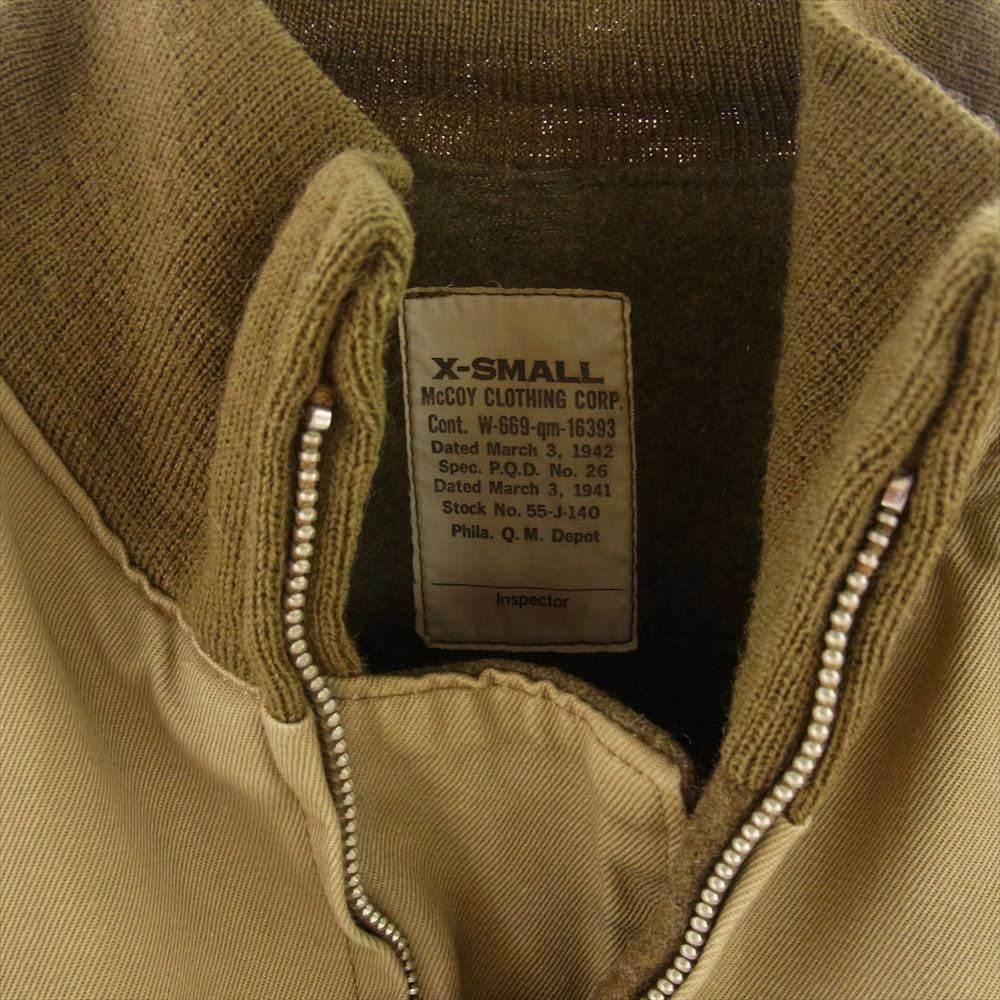 X-SMALL
McCOY CLOTHING CORP.
Cont. W-669-qm-16393
Dated March 3, 1942
Spec. P.Q.D. No. 26
Dated March 3, 1941
Stock No. 55-J-140
Phila. Q. M. Depot
Inspector